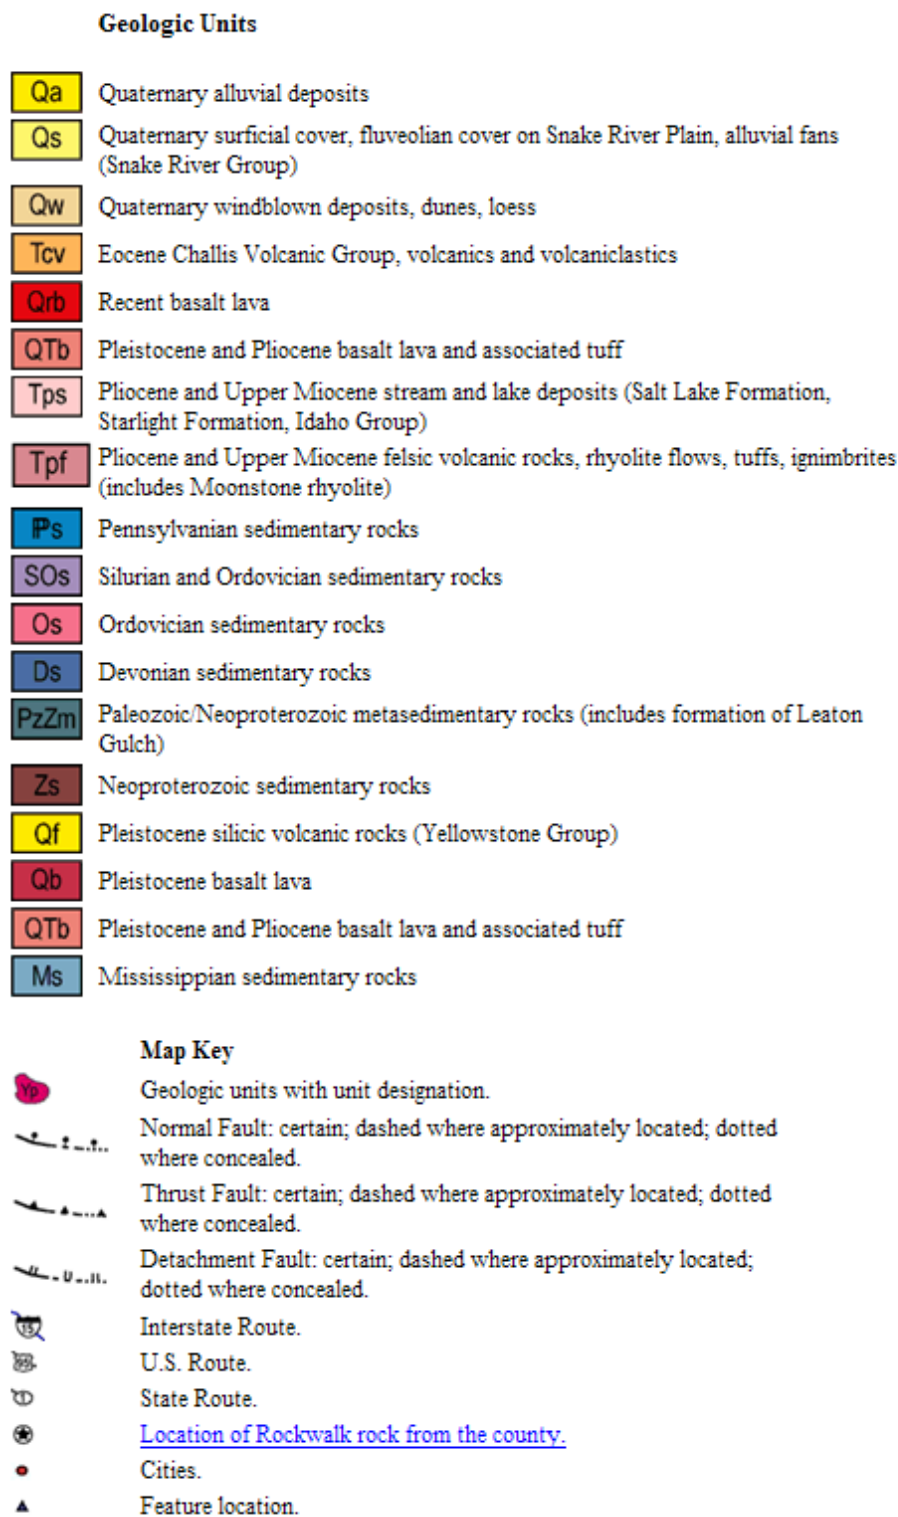 Geologic Units
Qa Quaternary alluvial deposits
Qs Quaternary surficial cover, fluveolian cover on Snake River Plain, alluvial fans
(Snake River Group)
Qw Quaternary windblown deposits, dunes, loess
Tcv Eocene Challis Volcanic Group, volcanics and volcaniclastics
Qrb Recent basalt lava
QTb Pleistocene and Pliocene basalt lava and associated tuff
Tps Pliocene and Upper Miocene stream and lake deposits (Salt Lake Formation,
Starlight Formation, Idaho Group)
Tpf Pliocene and Upper Miocene felsic volcanic rocks, rhyolite flows, tuffs, ignimbrites
(includes Moonstone rhyolite)
IPs Pennsylvanian sedimentary rocks
SOs Silurian and Ordovician sedimentary rocks
Os Ordovician sedimentary rocks
Ds Devonian sedimentary rocks
PzZm Paleozoic/Neoproterozoic metasedimentary rocks (includes formation of Leaton
Gulch)
Zs Neoproterozoic sedimentary rocks
Qf Pleistocene silicic volcanic rocks (Yellowstone Group)
Qb Pleistocene basalt lava
QTb Pleistocene and Pliocene basalt lava and associated tuff
Ms Mississippian sedimentary rocks
Map Key
Yp Geologic units with unit designation.
Normal Fault: certain; dashed where approximately located; dotted
where concealed.
Thrust Fault: certain; dashed where approximately located; dotted
where concealed.
Detachment Fault: certain; dashed where approximately located;
dotted where concealed.
15 Interstate Route.
U.S. Route.
1 State Route.
Location of Rockwalk rock from the county.
Cities.
Feature location.